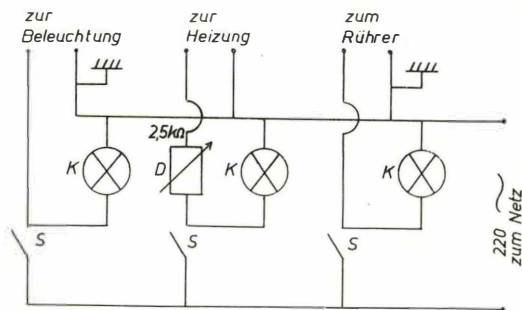 zur
Beleuchtung
zur
Heizung
zum
Rührer
2,5kΩ
K
D
K
K
S
S
S
220 ~
zum Netz